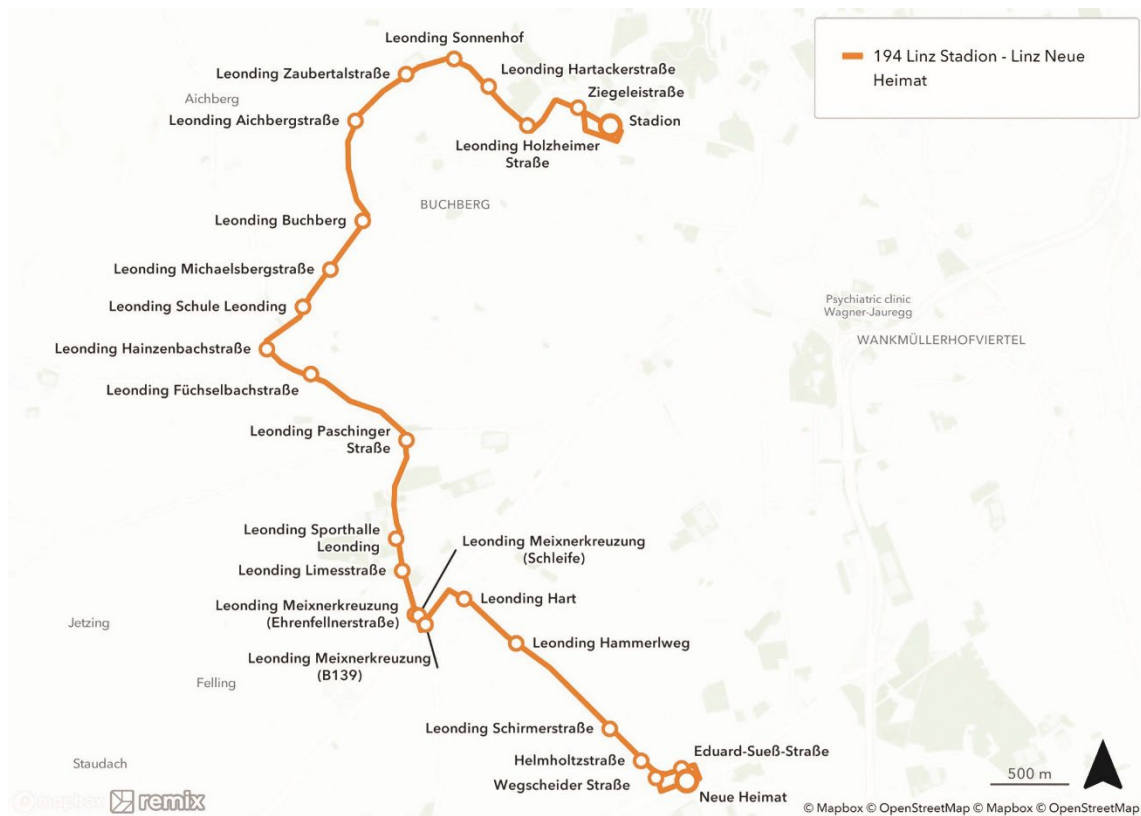 194 Linz Stadion - Linz Neue
Heimat
Leonding Sonnenhof
Leonding Zaubertalstraße
Leonding Hartackerstraße
Aichberg
Ziegeleistraße
Leonding Aichbergstraße
Stadion
Leonding Holzheimer
Straße
BUCHBERG
Leonding Buchberg
Leonding Michaelsbergstraße
Psychiatric clinic
Wagner-Jauregg
Leonding Schule Leonding
WANKMÜLLERHOFVIERTEL
Leonding Hainzenbachstraße
Leonding Füchselbachstraße
Leonding Paschinger
Straße
Leonding Sporthalle
Leonding
Leonding Meixnerkreuzung
(Schleife)
Leonding Limesstraße
Leonding Hart
Leonding Meixnerkreuzung
(Ehrenfellnerstraße)
Jetzing
Leonding Hammerlweg
Leonding Meixnerkreuzung
(B139)
Felling
Leonding Schirmerstraße
Eduard-Sueß-Straße
Helmholtzstraße
Staudach
Wegscheider Straße
Neue Heimat
500 m
mapbox
remix
© Mapbox © OpenStreetMap © Mapbox © OpenStreetMap